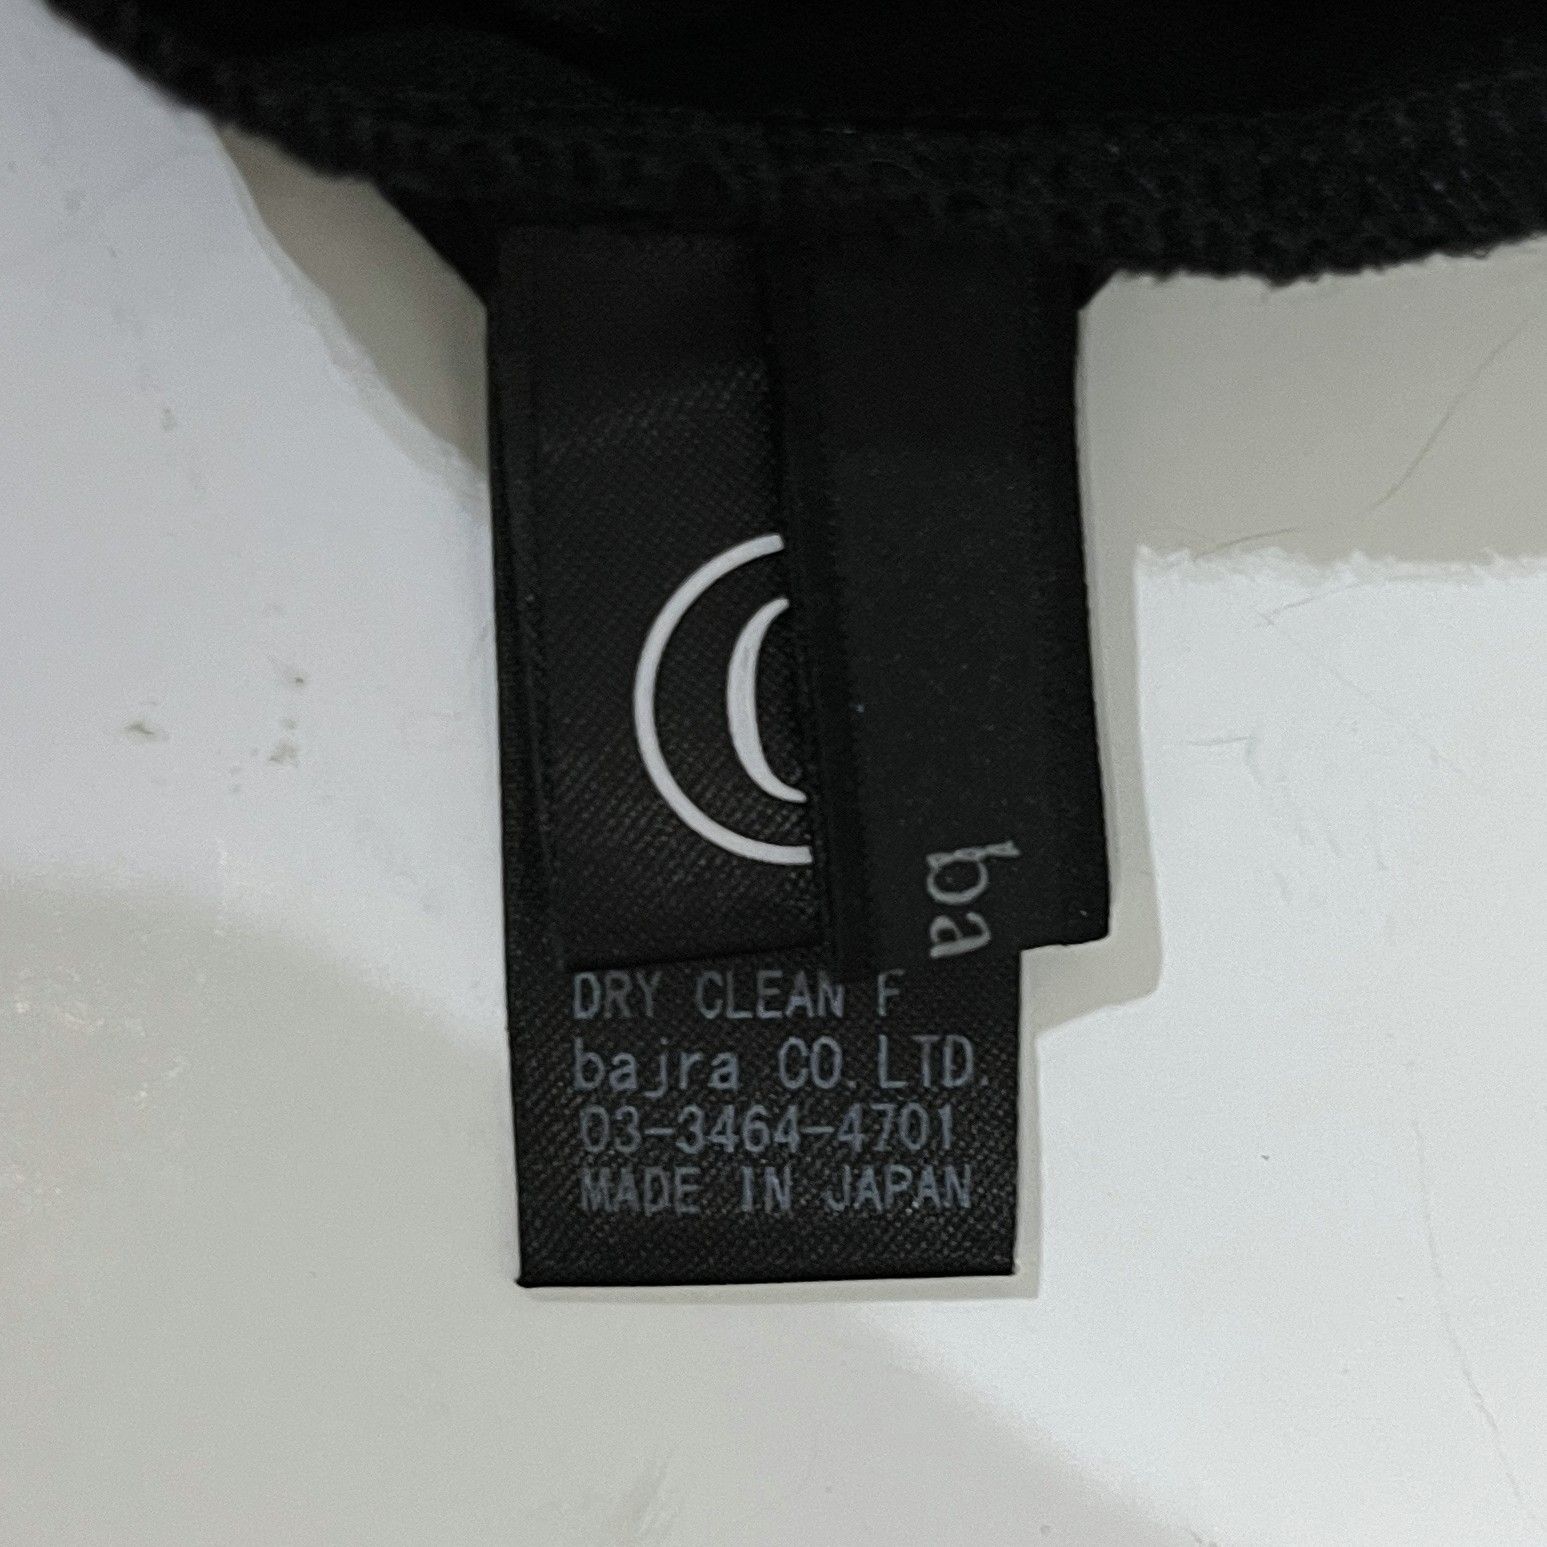 ba
DRY CLEAN F
bajra CO. LTD.
03-3464-4701
MADE IN JAPAN